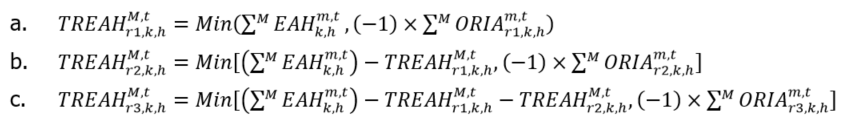 a. TREAH^{M,t}_{r1,k,h} = Min(∑^M EAH^{m,t}_{k,h} , (−1) × ∑^M ORIA^{m,t}_{r1,k,h})
b. TREAH^{M,t}_{r2,k,h} = Min[(∑^M EAH^{m,t}_{k,h}) − TREAH^{M,t}_{r1,k,h}, (−1) × ∑^M ORIA^{m,t}_{r2,k,h}]
c. TREAH^{M,t}_{r3,k,h} = Min[(∑^M EAH^{m,t}_{k,h}) − TREAH^{M,t}_{r1,k,h} − TREAH^{M,t}_{r2,k,h}, (−1) × ∑^M ORIA^{m,t}_{r3,k,h}]